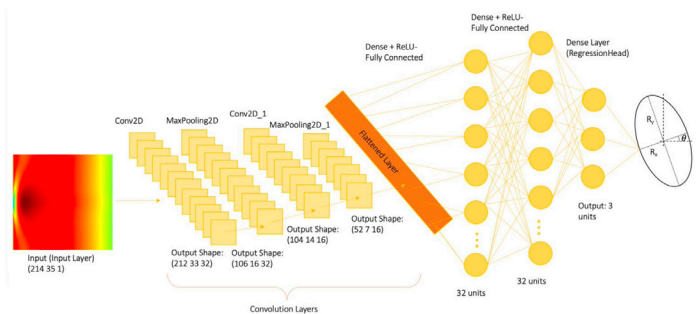 Dense + ReLU-
Fully Connected
Dense + ReLU-
Fully Connected
Dense Layer
(RegressionHead)
Conv2D
MaxPooling2D
Conv2D_1
MaxPooling2D_1
Flattened Layer
R_y
θ
R_x
Input (Input Layer)
(214 35 1)
Output Shape:
(212 33 32)
Output Shape:
(106 16 32)
Output Shape:
(104 14 16)
Output Shape:
(52 7 16)
Output: 3
units
32 units
32 units
Convolution Layers